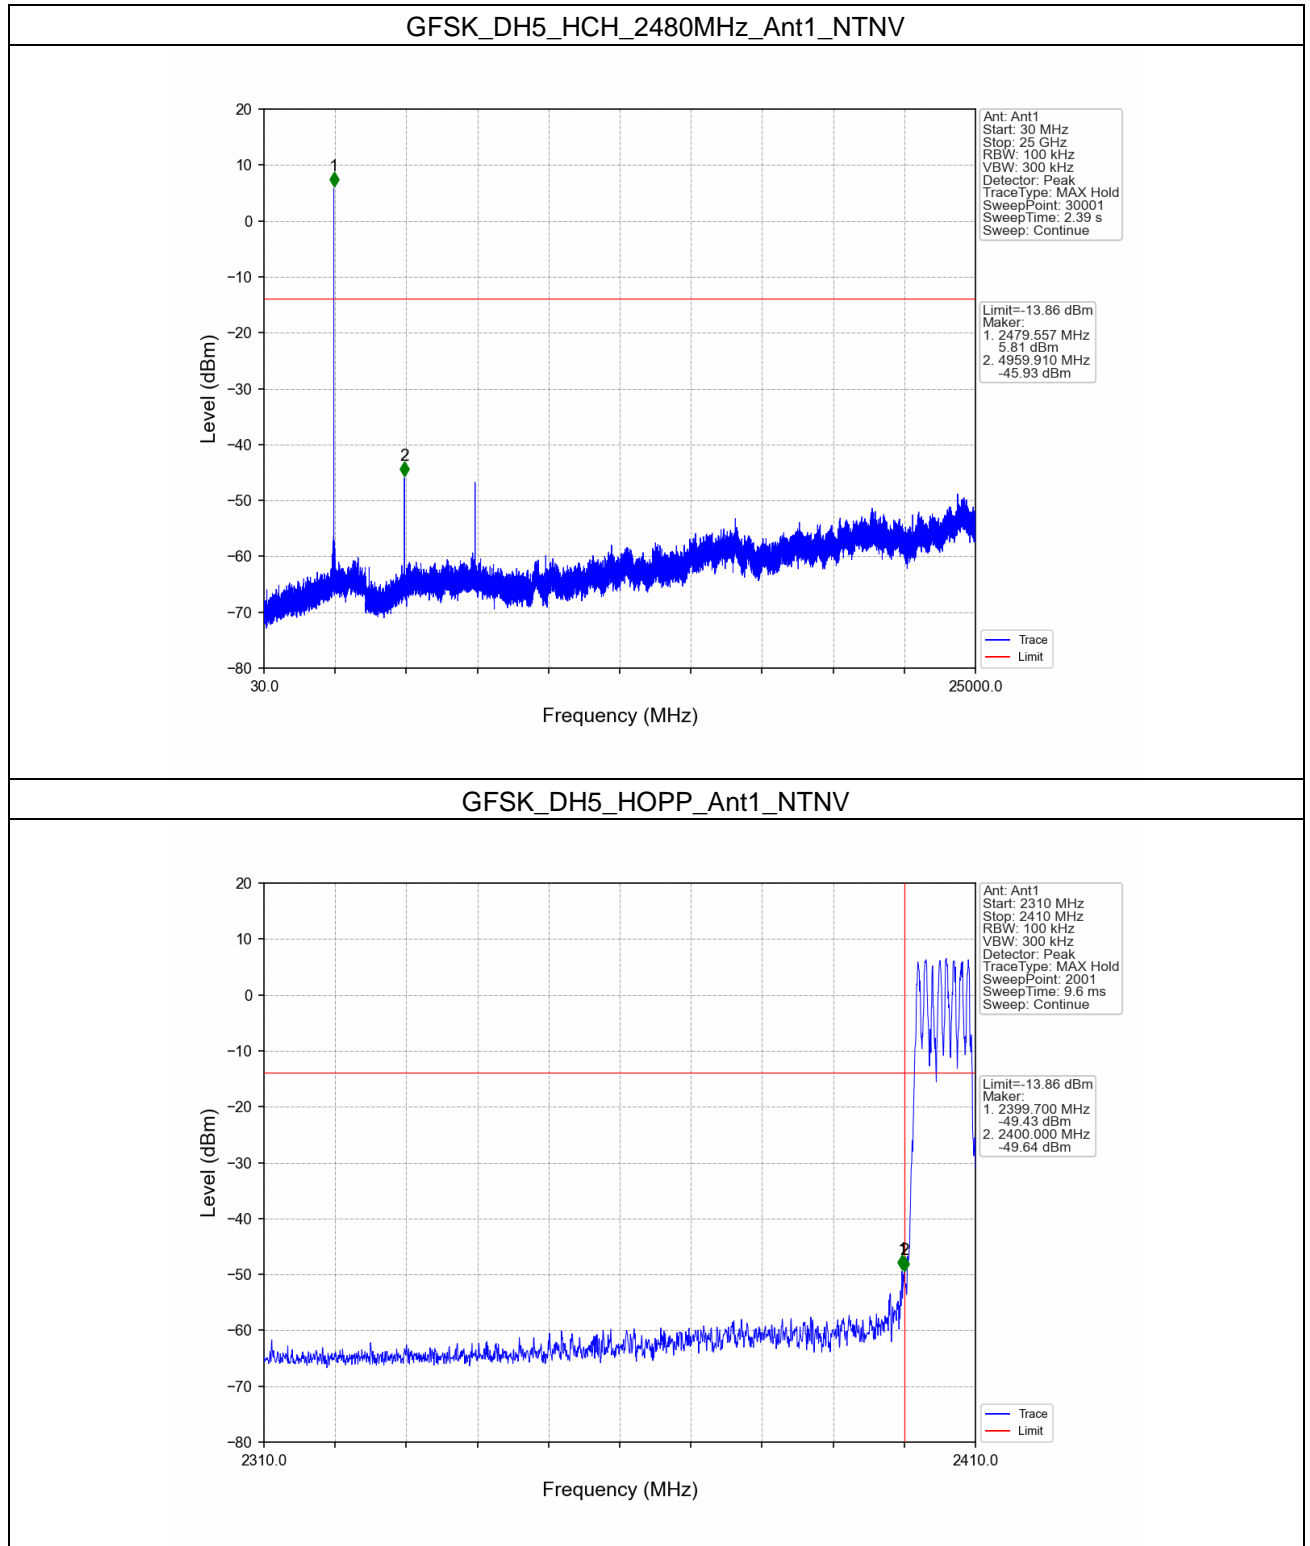 GFSK_DH5_HCH_2480MHz_Ant1_NTNV
20
10
0
−10
−20
−30
−40
−50
−60
−70
−80
Level (dBm)
1
2
30.0
25000.0
Frequency (MHz)
Ant: Ant1
Start: 30 MHz
Stop: 25 GHz
RBW: 100 kHz
VBW: 300 kHz
Detector: Peak
TraceType: MAX Hold
SweepPoint: 30001
SweepTime: 2.39 s
Sweep: Continue
Limit=-13.86 dBm
Maker:
1. 2479.557 MHz
5.81 dBm
2. 4959.910 MHz
-45.93 dBm
Trace
Limit
GFSK_DH5_HOPP_Ant1_NTNV
20
10
0
−10
−20
−30
−40
−50
−60
−70
−80
Level (dBm)
1
2
2310.0
2410.0
Frequency (MHz)
Ant: Ant1
Start: 2310 MHz
Stop: 2410 MHz
RBW: 100 kHz
VBW: 300 kHz
Detector: Peak
TraceType: MAX Hold
SweepPoint: 2001
SweepTime: 9.6 ms
Sweep: Continue
Limit=-13.86 dBm
Maker:
1. 2399.700 MHz
-49.43 dBm
2. 2400.000 MHz
-49.64 dBm
Trace
Limit